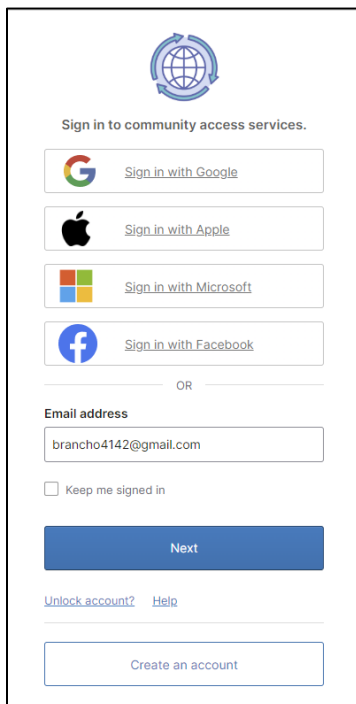 Sign in to community access services.
Sign in with Google
Sign in with Apple
Sign in with Microsoft
Sign in with Facebook
OR
Email address
brancho4142@gmail.com
Keep me signed in
Next
Unlock account? Help
Create an account